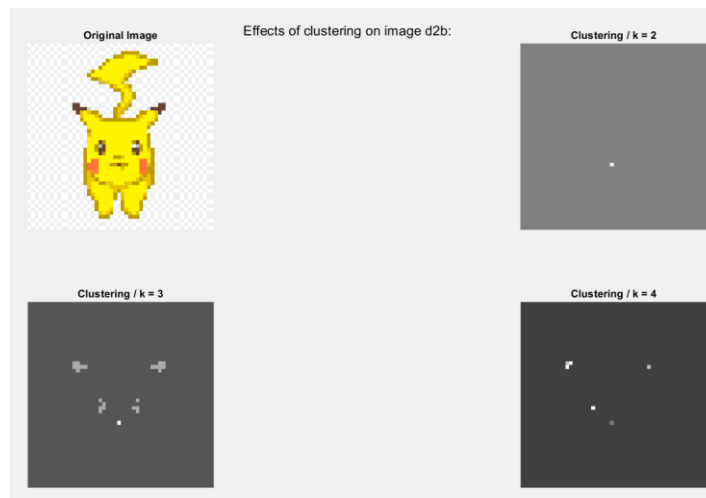 Effects of clustering on image d2b:
Original Image
Clustering / k = 2
Clustering / k = 3
Clustering / k = 4